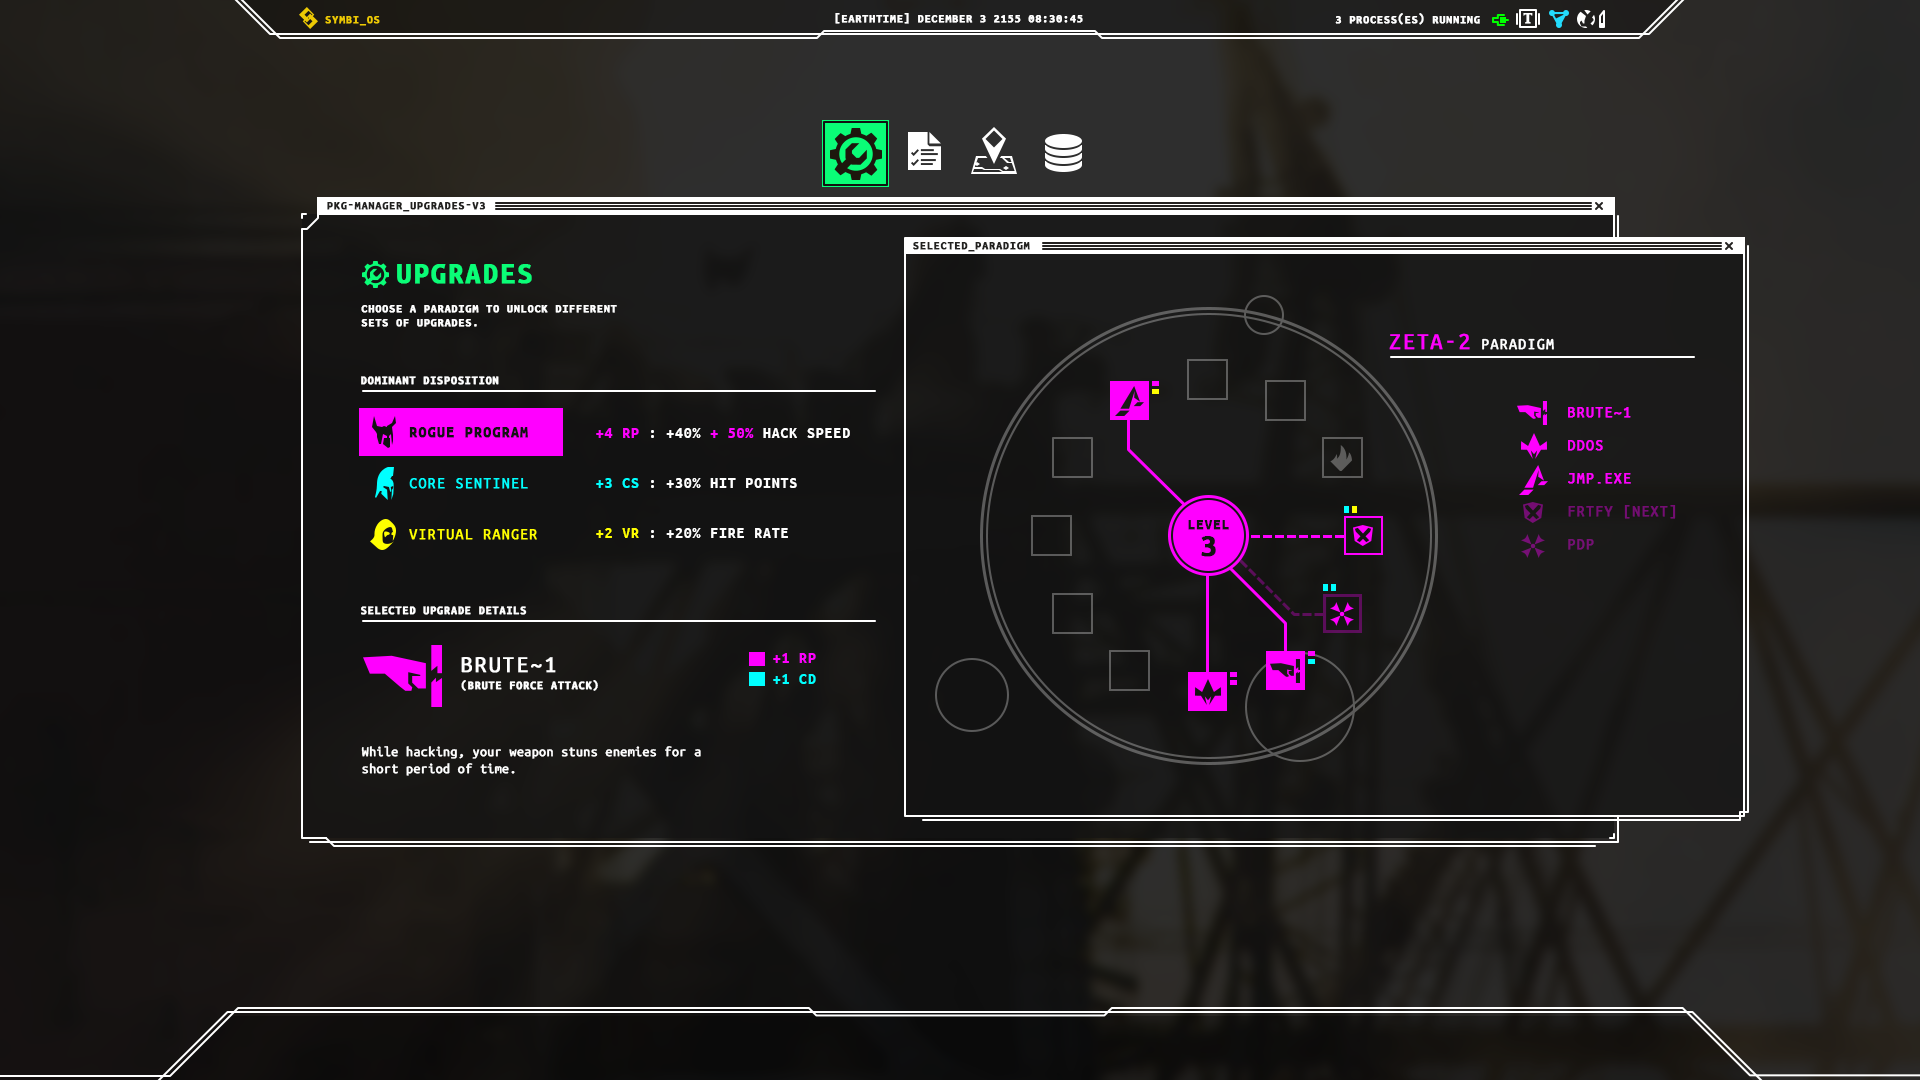 SYMBI_OS
[EARTHTIME] DECEMBER 3 2155 08:30:45
3 PROCESS(ES) RUNNING
T
PKG-MANAGER_UPGRADES-V3
SELECTED_PARADIGM
UPGRADES
CHOOSE A PARADIGM TO UNLOCK DIFFERENT
SETS OF UPGRADES.
DOMINANT DISPOSITION
ROGUE PROGRAM +4 RP : +40% + 50% HACK SPEED
CORE SENTINEL +3 CS : +30% HIT POINTS
VIRTUAL RANGER +2 VR : +20% FIRE RATE
SELECTED UPGRADE DETAILS
BRUTE~1
(BRUTE FORCE ATTACK)
+1 RP
+1 CD
While hacking, your weapon stuns enemies for a
short period of time.
LEVEL
3
ZETA-2 PARADIGM
BRUTE~1
DDOS
JMP.EXE
FRTFY [NEXT]
PDP